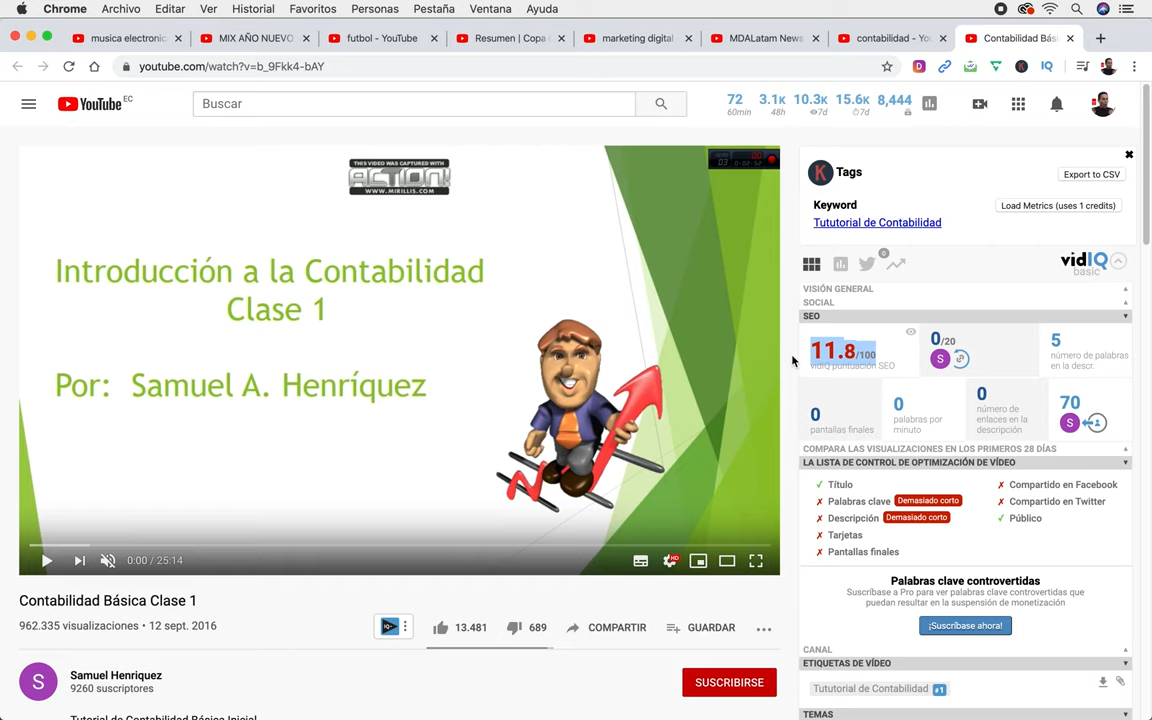 Chrome Archivo Editar Ver Historial Favoritos Personas Pestaña Ventana Ayuda
musica electronic
MIX AÑO NUEVO
futbol - YouTube
Resumen | Copa
marketing digital
MDALatam News
contabilidad - You
Contabilidad Bás
youtube.com/watch?v=b_9Fkk4-bAY
YouTube EC
Buscar
72 3.1K 10.3K 15.6K 8,444
60min 48h 7d 7d
THIS VIDEO WAS CAPTURED WITH
ACTION!
WWW.MIRILLIS.COM
Introducción a la Contabilidad
Clase 1
Por: Samuel A. Henríquez
0:00 / 25:14
HD
Contabilidad Básica Clase 1
962.335 visualizaciones • 12 sept. 2016
IQ
13.481
689
COMPARTIR
GUARDAR
S
Samuel Henriquez
9260 suscriptores
SUSCRIBIRSE
Tutorial de Contabilidad Básica Inicial
K Tags
Export to CSV
Keyword
Load Metrics (uses 1 credits)
Tututorial de Contabilidad
0
vidIQ
basic
VISIÓN GENERAL
SOCIAL
SEO
11.8/100
vidIQ puntuación SEO
0/20
S
5
número de palabras
en la descr.
0
pantallas finales
0
palabras por
minuto
0
número de
enlaces en la
descripción
70
S
COMPARA LAS VISUALIZACIONES EN LOS PRIMEROS 28 DÍAS
LA LISTA DE CONTROL DE OPTIMIZACIÓN DE VÍDEO
Título
Palabras clave Demasiado corto
Descripción Demasiado corto
Tarjetas
Pantallas finales
Compartido en Facebook
Compartido en Twitter
Público
Palabras clave controvertidas
Suscríbase a Pro para ver palabras clave controvertidas que
puedan resultar en la suspensión de monetización
¡Suscríbase ahora!
CANAL
ETIQUETAS DE VÍDEO
Tututorial de Contabilidad #1
TEMAS